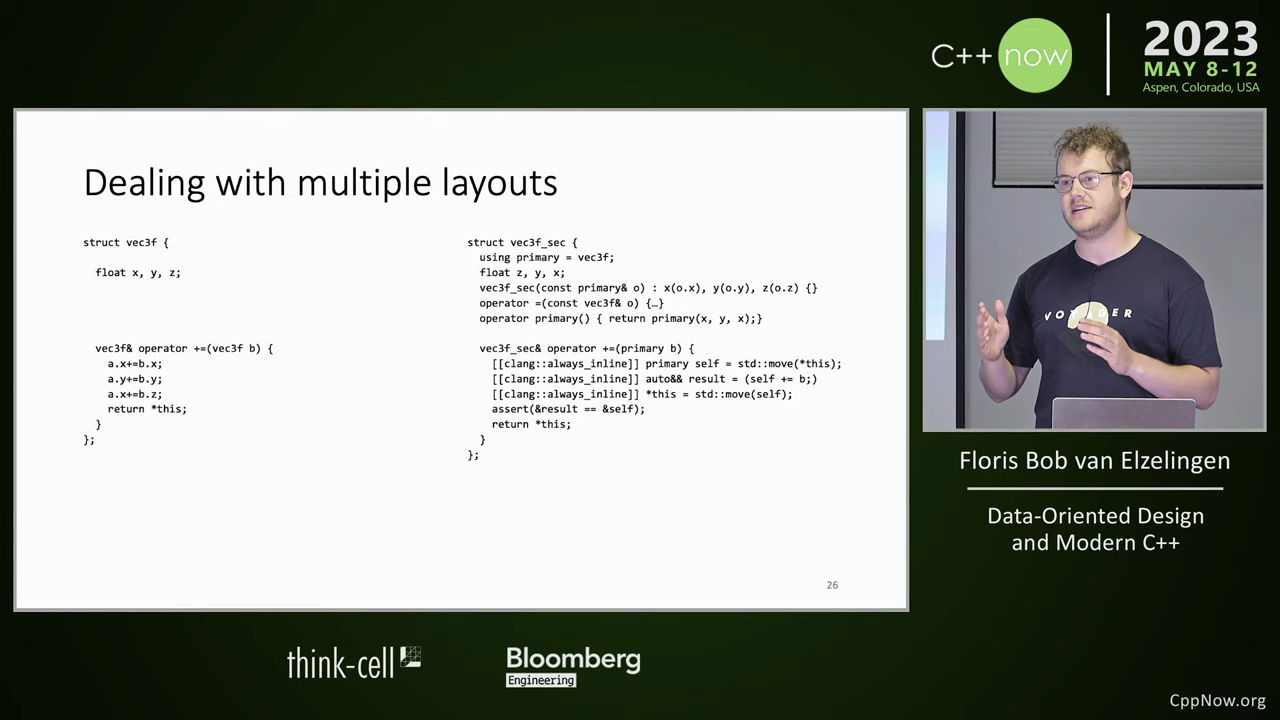 C++ now
2023
MAY 8-12
Aspen, Colorado, USA
Dealing with multiple layouts
struct vec3f {
float x, y, z;
vec3f& operator +=(vec3f b) {
a.x+=b.x;
a.y+=b.y;
a.z+=b.z;
return *this;
}
};
struct vec3f_sec {
using primary = vec3f;
float z, y, x;
vec3f_sec(const primary& o) : x(o.x), y(o.y), z(o.z) {}
operator =(const vec3f& o) {…}
operator primary() { return primary(x, y, x);}
vec3f_sec& operator +=(primary b) {
[[clang::always_inline]] primary self = std::move(*this);
[[clang::always_inline]] auto&& result = (self += b;)
[[clang::always_inline]] *this = std::move(self);
assert(&result == &self);
return *this;
}
};
26
VOYAGER
Floris Bob van Elzelingen
Data-Oriented Design
and Modern C++
think-cell
Bloomberg
Engineering
CppNow.org